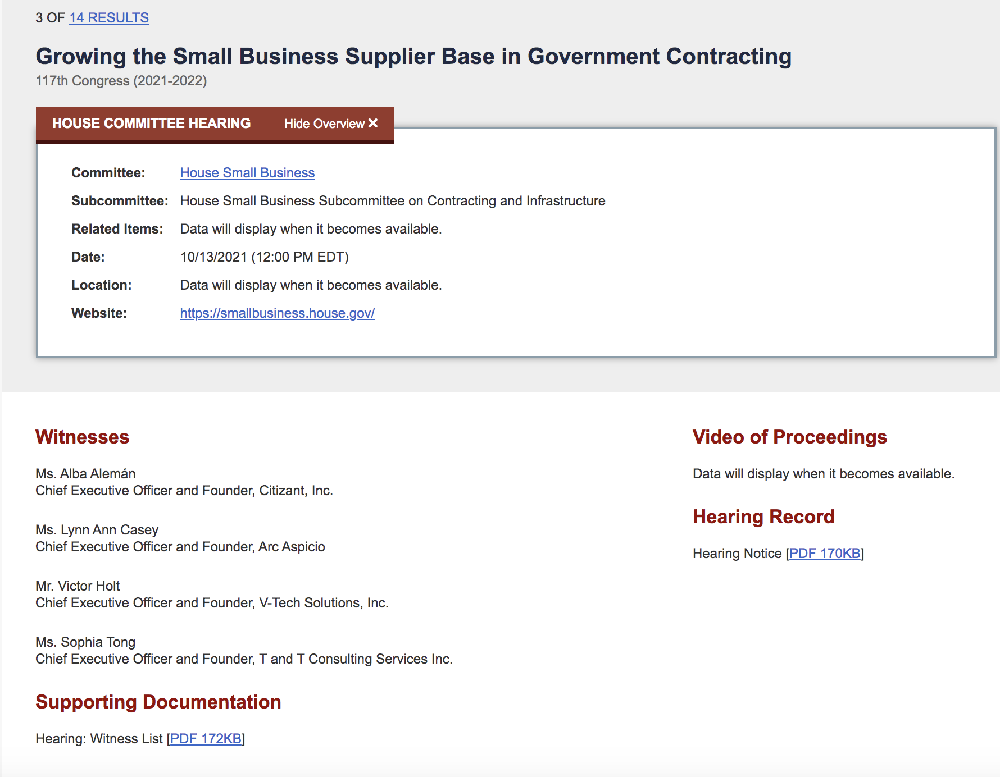 3 OF 14 RESULTS
Growing the Small Business Supplier Base in Government Contracting
117th Congress (2021-2022)
HOUSE COMMITTEE HEARING Hide Overview ✕
Committee: House Small Business
Subcommittee: House Small Business Subcommittee on Contracting and Infrastructure
Related Items: Data will display when it becomes available.
Date: 10/13/2021 (12:00 PM EDT)
Location: Data will display when it becomes available.
Website: https://smallbusiness.house.gov/
Witnesses
Ms. Alba Alemán
Chief Executive Officer and Founder, Citizant, Inc.
Ms. Lynn Ann Casey
Chief Executive Officer and Founder, Arc Aspicio
Mr. Victor Holt
Chief Executive Officer and Founder, V-Tech Solutions, Inc.
Ms. Sophia Tong
Chief Executive Officer and Founder, T and T Consulting Services Inc.
Supporting Documentation
Hearing: Witness List [PDF 172KB]
Video of Proceedings
Data will display when it becomes available.
Hearing Record
Hearing Notice [PDF 170KB]